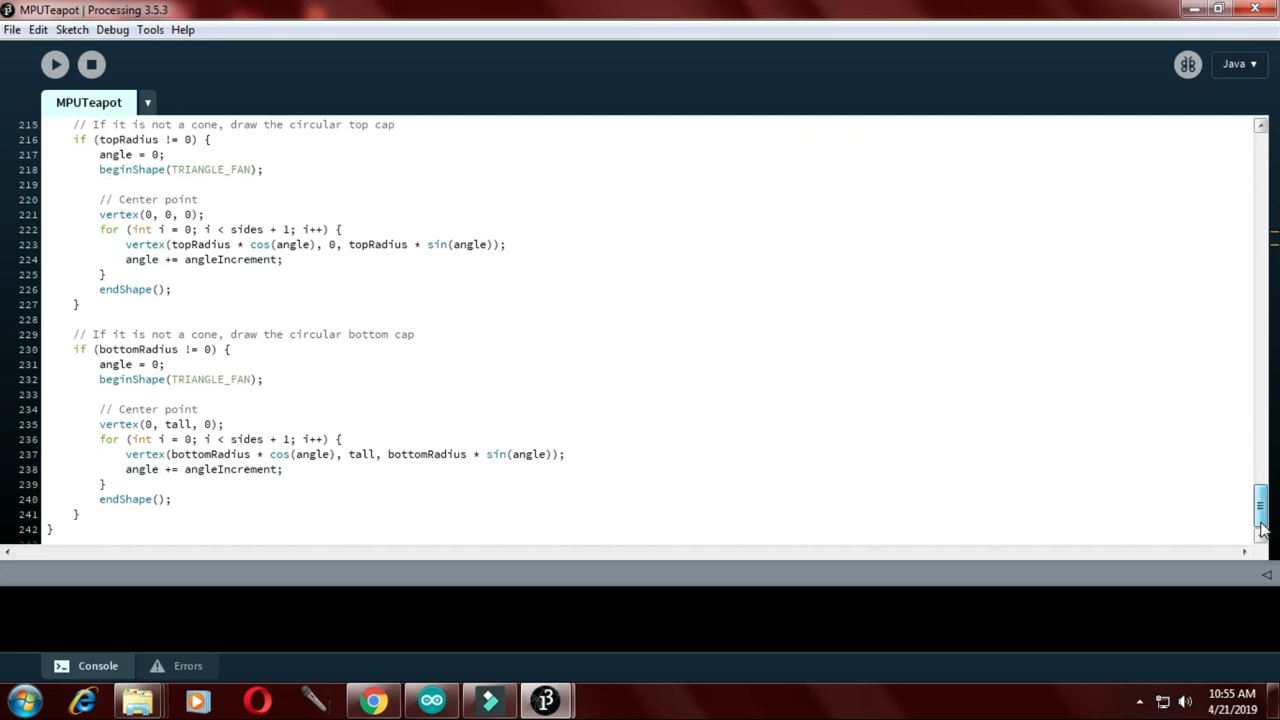 MPUTeapot | Processing 3.5.3
File Edit Sketch Debug Tools Help
Java ▾
MPUTeapot ▾
215 // If it is not a cone, draw the circular top cap
216 if (topRadius != 0) {
217 angle = 0;
218 beginShape(TRIANGLE_FAN);
219
220 // Center point
221 vertex(0, 0, 0);
222 for (int i = 0; i < sides + 1; i++) {
223 vertex(topRadius * cos(angle), 0, topRadius * sin(angle));
224 angle += angleIncrement;
225 }
226 endShape();
227 }
228
229 // If it is not a cone, draw the circular bottom cap
230 if (bottomRadius != 0) {
231 angle = 0;
232 beginShape(TRIANGLE_FAN);
233
234 // Center point
235 vertex(0, tall, 0);
236 for (int i = 0; i < sides + 1; i++) {
237 vertex(bottomRadius * cos(angle), tall, bottomRadius * sin(angle));
238 angle += angleIncrement;
239 }
240 endShape();
241 }
242 }
Console Errors
10:55 AM
4/21/2019